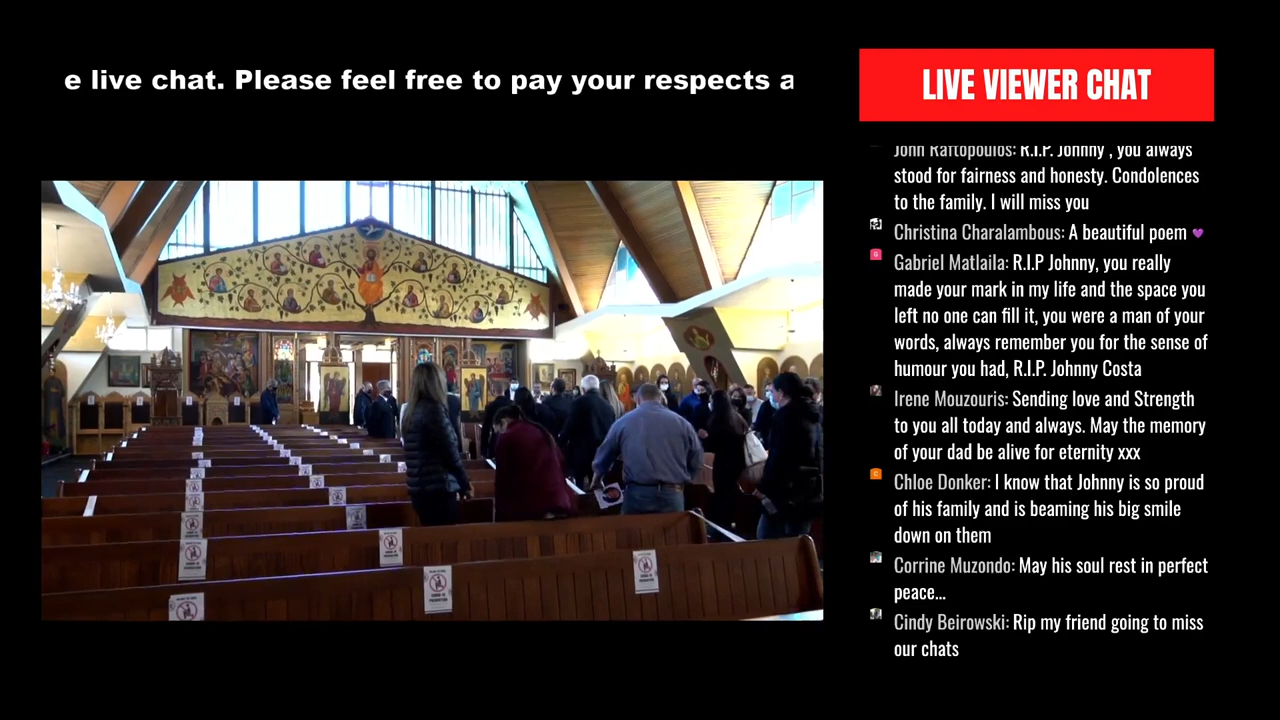 e live chat. Please feel free to pay your respects a
LIVE VIEWER CHAT
John Raftopoulos: R.I.P. Johnny , you always
stood for fairness and honesty. Condolences
to the family. I will miss you
Christina Charalambous: A beautiful poem 💜
Gabriel Matlaila: R.I.P Johnny, you really
made your mark in my life and the space you
left no one can fill it, you were a man of your
words, always remember you for the sense of
humour you had, R.I.P. Johnny Costa
Irene Mouzouris: Sending love and Strength
to you all today and always. May the memory
of your dad be alive for eternity xxx
Chloe Donker: I know that Johnny is so proud
of his family and is beaming his big smile
down on them
Corrine Muzondo: May his soul rest in perfect
peace...
Cindy Beirowski: Rip my friend going to miss
our chats